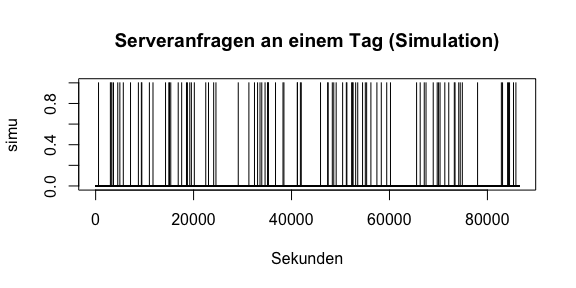 Serveranfragen an einem Tag (Simulation)
simu
0.8
0.4
0.0
0 20000 40000 60000 80000
Sekunden